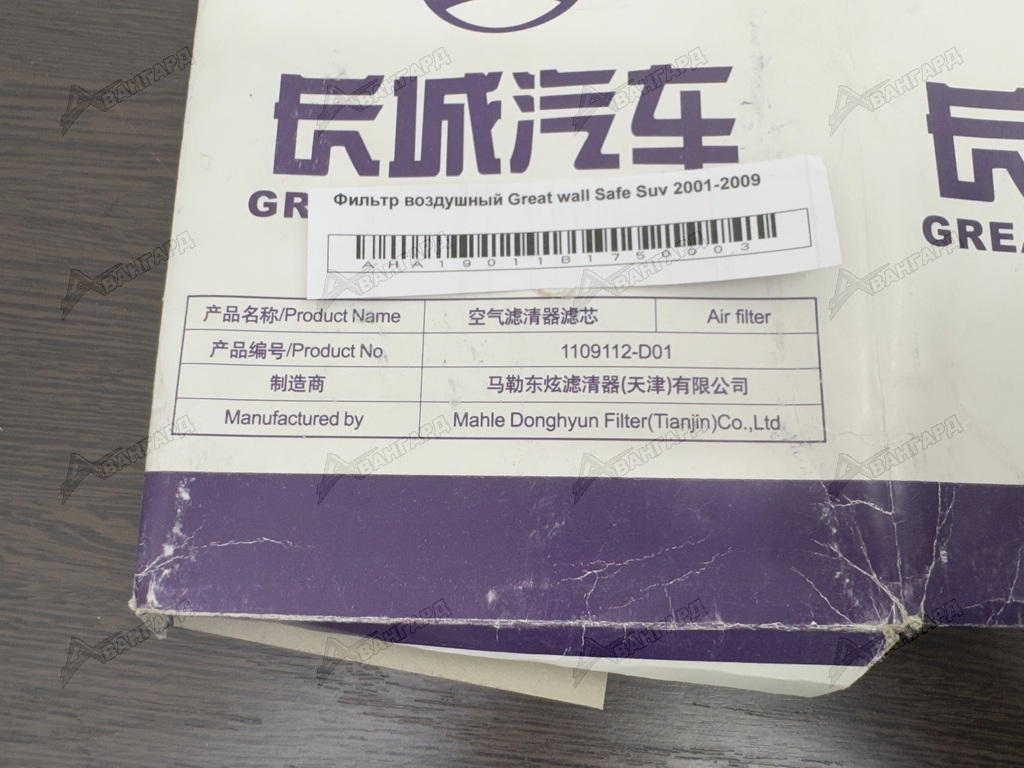 长城汽车
GR
GREA
Фильтр воздушный Great wall Safe Suv 2001-2009
AHA19011B1750003
产品名称/Product Name 空气滤清器滤芯 Air filter
产品编号/Product No 1109112-D01
制造商 马勒东炫滤清器(天津)有限公司
Manufactured by Mahle Donghyun Filter(Tianjin)Co.,Ltd
АВАНГАРД